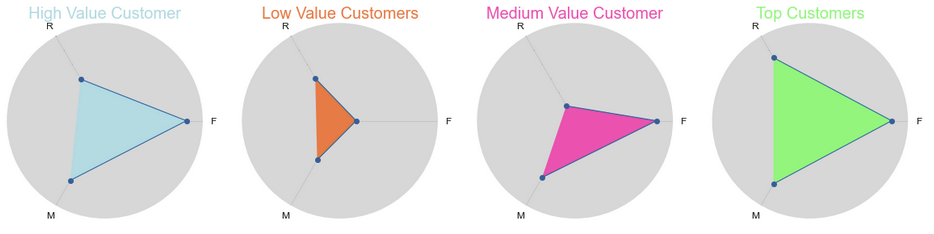 High Value Customer
Low Value Customers
Medium Value Customer
Top Customers
R
R
R
R
F
F
F
F
M
M
M
M